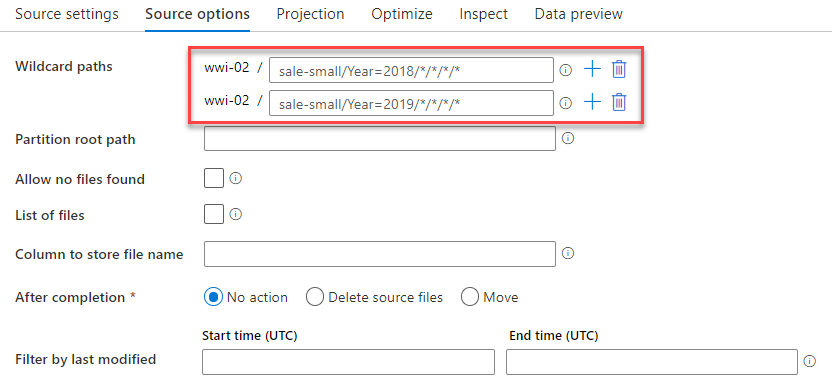 Source settings Source options Projection Optimize Inspect Data preview
Wildcard paths wwi-02 / sale-small/Year=2018/*/*/*/*
wwi-02 / sale-small/Year=2019/*/*/*/*
Partition root path
Allow no files found
List of files
Column to store file name
After completion * No action Delete source files Move
Start time (UTC) End time (UTC)
Filter by last modified